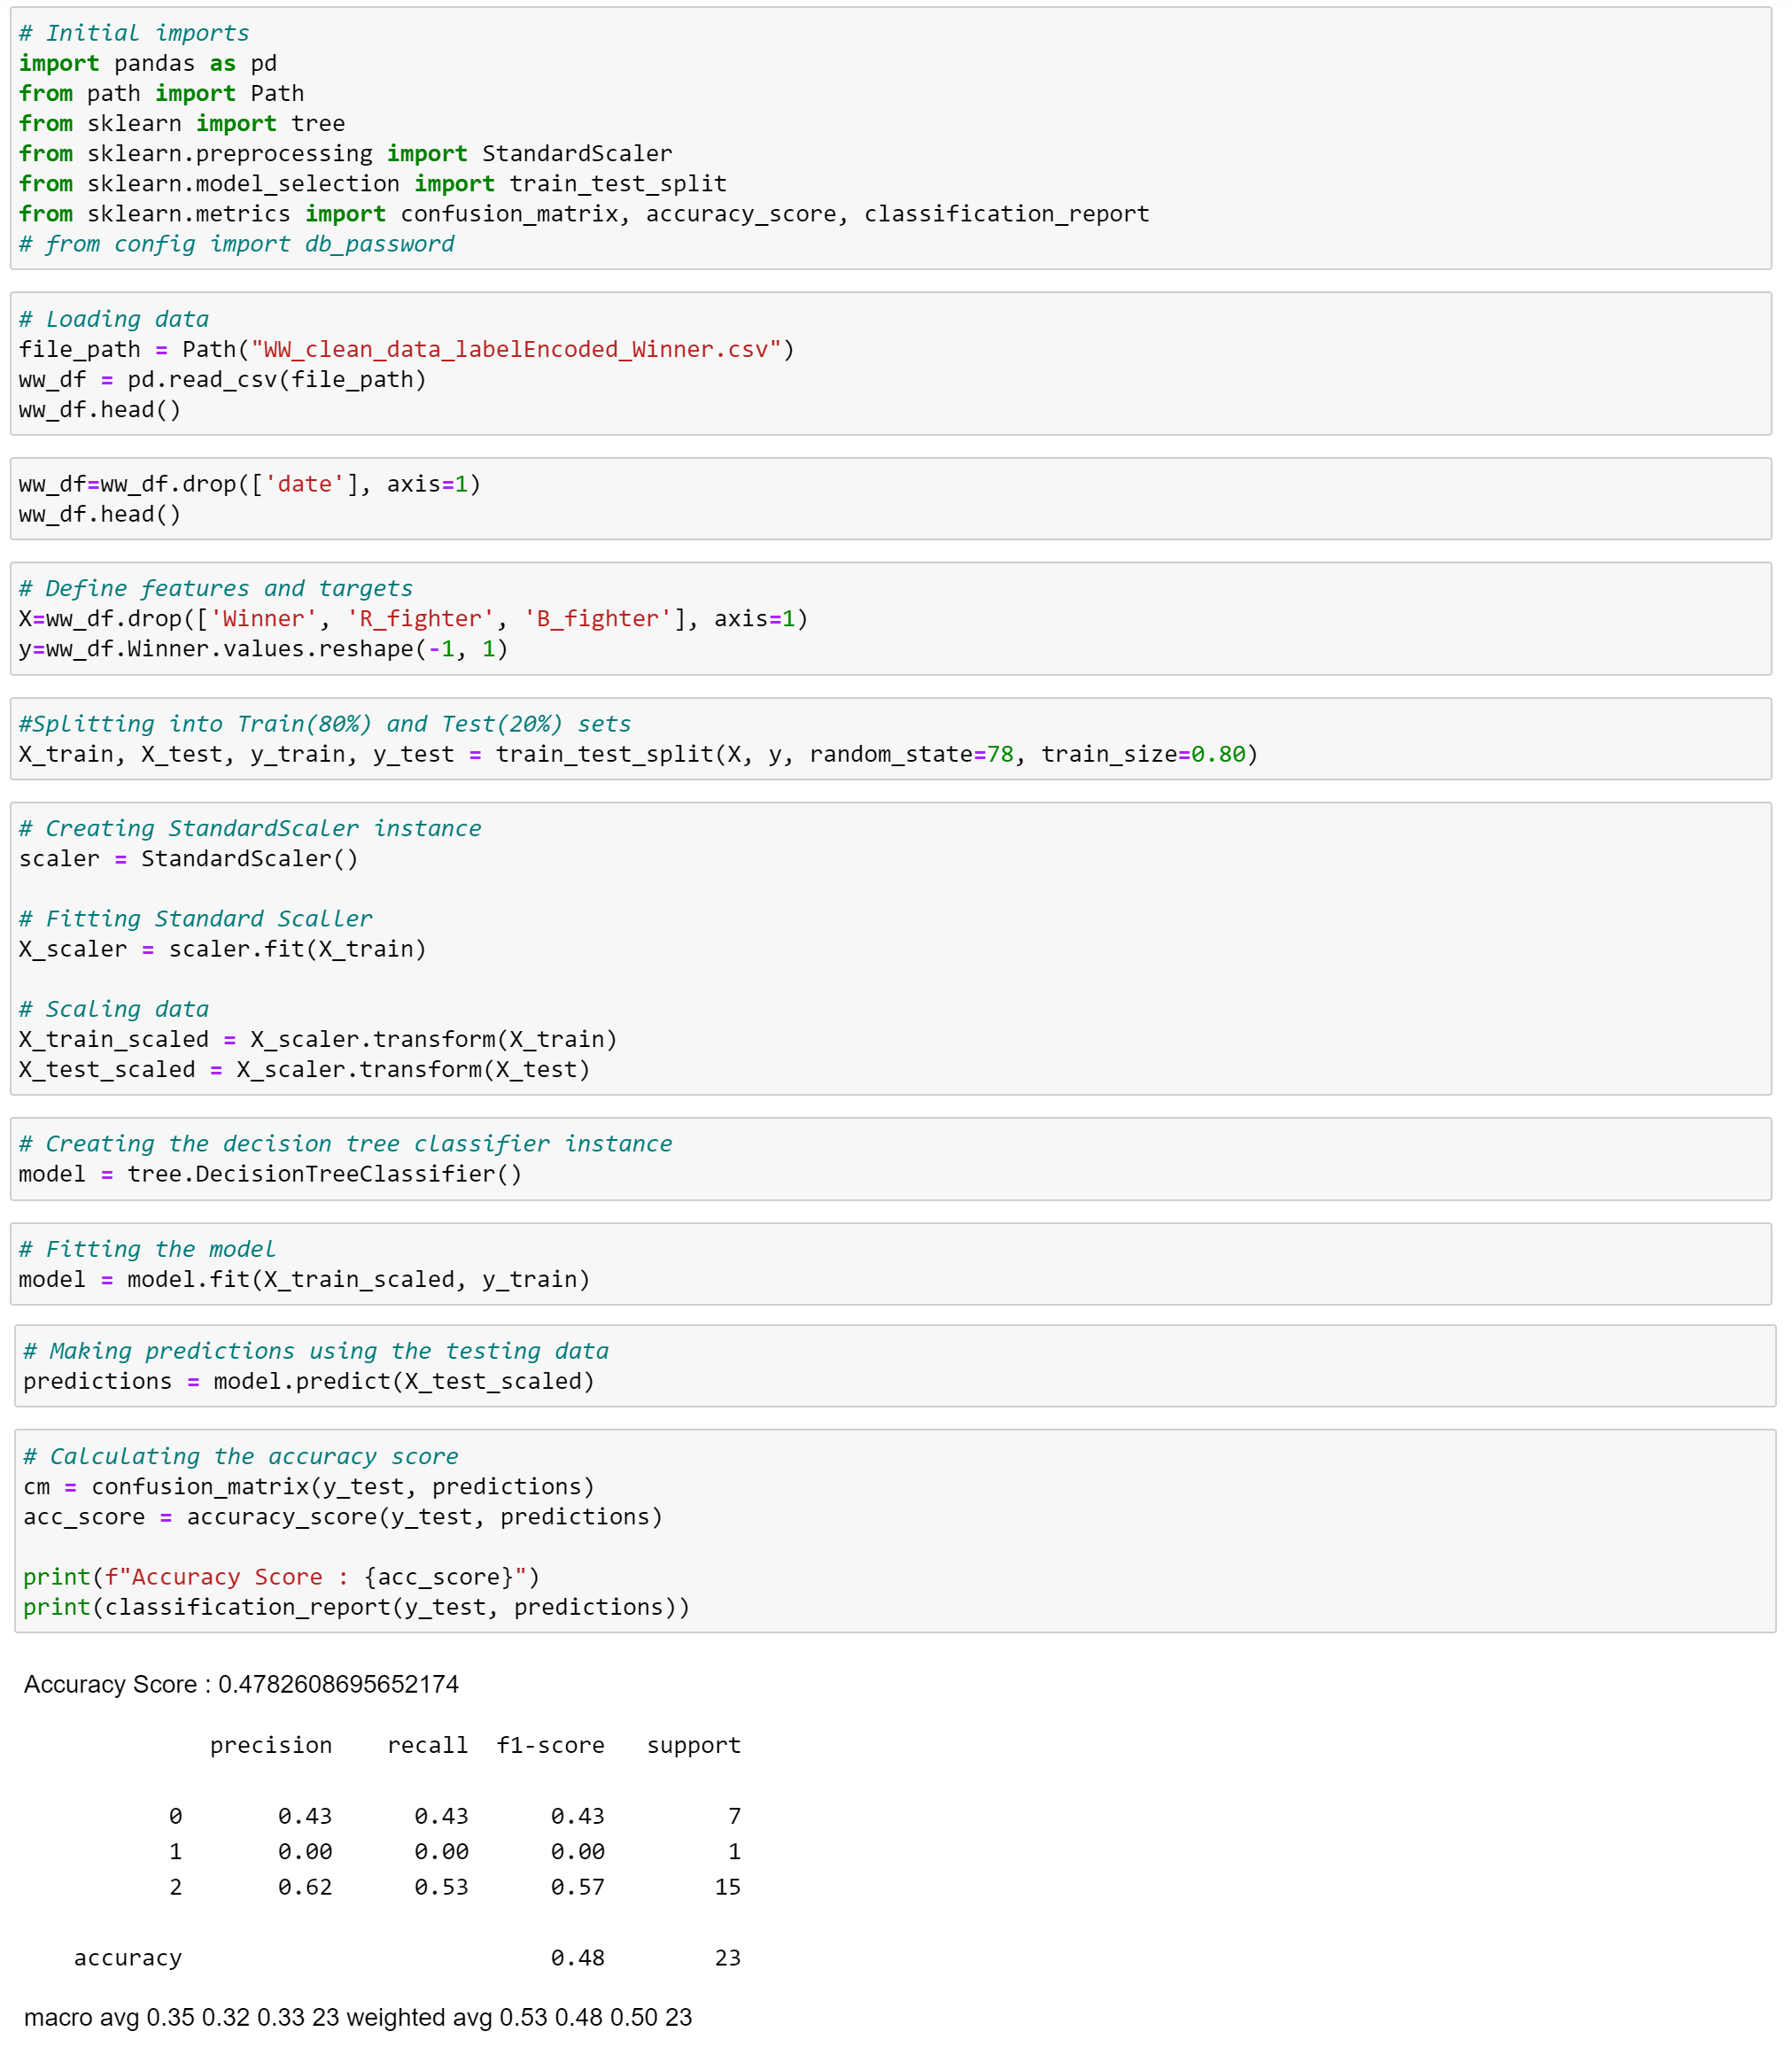 # Initial imports
import pandas as pd
from path import Path
from sklearn import tree
from sklearn.preprocessing import StandardScaler
from sklearn.model_selection import train_test_split
from sklearn.metrics import confusion_matrix, accuracy_score, classification_report
# from config import db_password
# Loading data
file_path = Path("WW_clean_data_labelEncoded_Winner.csv")
ww_df = pd.read_csv(file_path)
ww_df.head()
ww_df=ww_df.drop(['date'], axis=1)
ww_df.head()
# Define features and targets
X=ww_df.drop(['Winner', 'R_fighter', 'B_fighter'], axis=1)
y=ww_df.Winner.values.reshape(-1, 1)
#Splitting into Train(80%) and Test(20%) sets
X_train, X_test, y_train, y_test = train_test_split(X, y, random_state=78, train_size=0.80)
# Creating StandardScaler instance
scaler = StandardScaler()
# Fitting Standard Scaller
X_scaler = scaler.fit(X_train)
# Scaling data
X_train_scaled = X_scaler.transform(X_train)
X_test_scaled = X_scaler.transform(X_test)
# Creating the decision tree classifier instance
model = tree.DecisionTreeClassifier()
# Fitting the model
model = model.fit(X_train_scaled, y_train)
# Making predictions using the testing data
predictions = model.predict(X_test_scaled)
# Calculating the accuracy score
cm = confusion_matrix(y_test, predictions)
acc_score = accuracy_score(y_test, predictions)
print(f"Accuracy Score : {acc_score}")
print(classification_report(y_test, predictions))
Accuracy Score : 0.4782608695652174
precision recall f1-score support
0 0.43 0.43 0.43 7
1 0.00 0.00 0.00 1
2 0.62 0.53 0.57 15
accuracy 0.48 23
macro avg 0.35 0.32 0.33 23 weighted avg 0.53 0.48 0.50 23